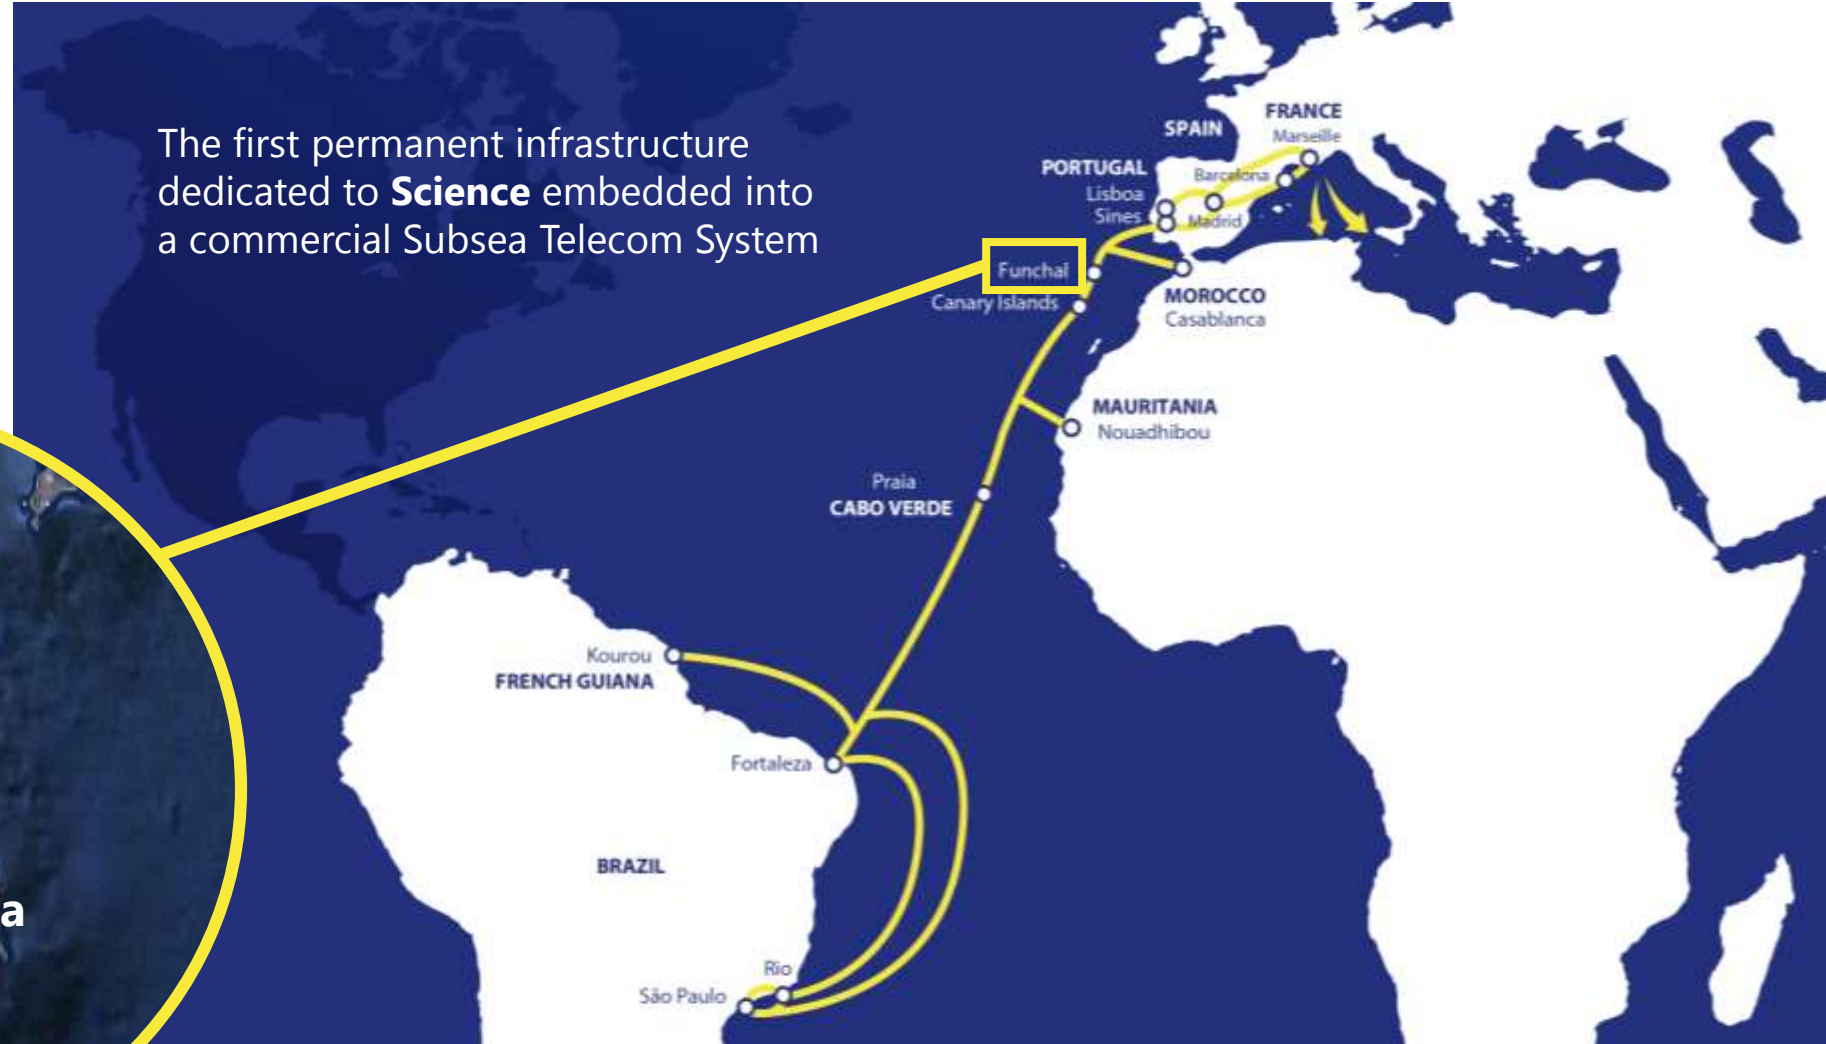 The first permanent infrastructure
dedicated to Science embedded into
a commercial Subsea Telecom System
FRANCE
Marseille
SPAIN
PORTUGAL
Barcelona
Lisboa
Sines
Madrid
Funchal
Canary Islands
MOROCCO
Casablanca
MAURITANIA
Nouadhibou
Praia
CABO VERDE
Kourou
FRENCH GUIANA
Fortaleza
BRAZIL
Rio
São Paulo
a